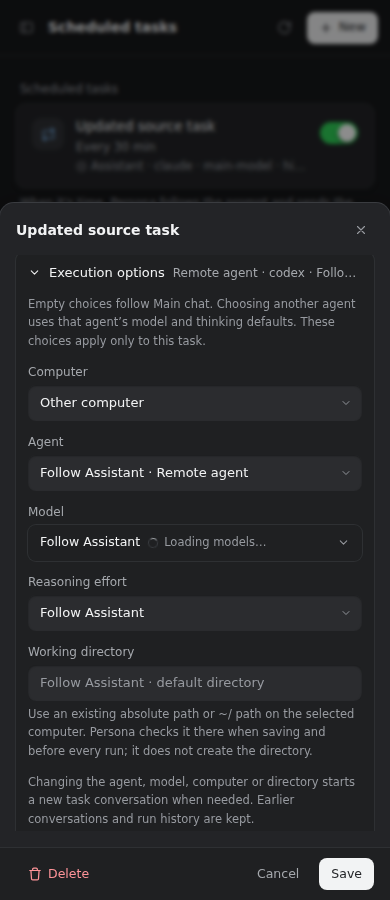 Scheduled tasks
New
Scheduled tasks
Updated source task
Every 30 min
Assistant · claude · main-model ·
Updated source task
Execution options Remote agent · codex · Follo...
Empty choices follow Main chat. Choosing another agent
uses that agent's model and thinking defaults. These
choices apply only to this task.
Computer
Other computer
Agent
Follow Assistant · Remote agent
Model
Follow Assistant Loading models...
Reasoning effort
Follow Assistant
Working directory
Follow Assistant · default directory
Use an existing absolute path or ~/ path on the selected
computer. Persona checks it there when saving and
before every run; it does not create the directory.
Changing the agent, model, computer or directory starts
a new task conversation when needed. Earlier
conversations and run history are kept.
Delete
Cancel
Save